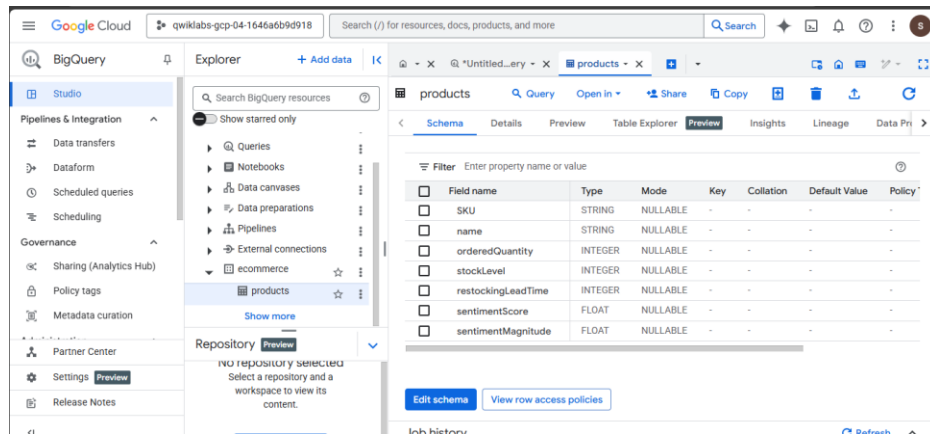 Google Cloud
qwiklabs-gcp-04-1646a6b9d918
Search (/) for resources, docs, products, and more
Search
S
BigQuery
Studio
Pipelines & Integration
Data transfers
Dataform
Scheduled queries
Scheduling
Governance
Sharing (Analytics Hub)
Policy tags
Metadata curation
Partner Center
Settings Preview
Release Notes
Explorer
+ Add data
Search BigQuery resources
Show starred only
Queries
Notebooks
Data canvases
Data preparations
Pipelines
External connections
ecommerce
products
Show more
Repository Preview
No repository selected
Select a repository and a
workspace to view its
content.
*Untitled...ery
products
products
Query
Open in
Share
Copy
Schema Details Preview Table Explorer Preview Insights Lineage Data Pr
Filter Enter property name or value
Field name Type Mode Key Collation Default Value Policy
SKU STRING NULLABLE - - - -
name STRING NULLABLE - - - -
orderedQuantity INTEGER NULLABLE - - - -
stockLevel INTEGER NULLABLE - - - -
restockingLeadTime INTEGER NULLABLE - - - -
sentimentScore FLOAT NULLABLE - - - -
sentimentMagnitude FLOAT NULLABLE - - - -
Edit schema
View row access policies
Job history
Refresh